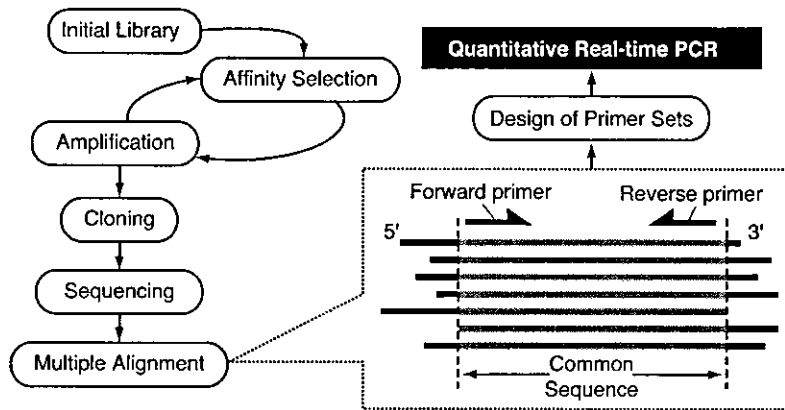 Initial Library
Affinity Selection
Amplification
Cloning
Sequencing
Multiple Alignment
Quantitative Real-time PCR
Design of Primer Sets
Forward primer
Reverse primer
5'
3'
Common
Sequence